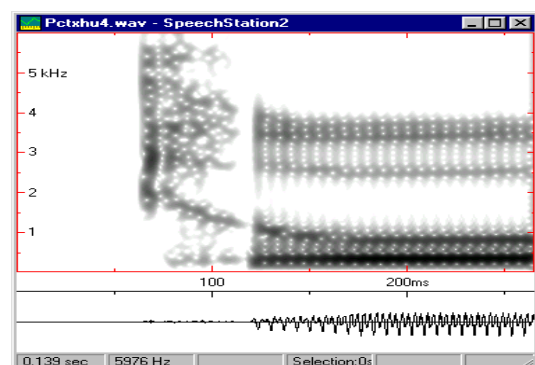 Pctxhu4.wav - SpeechStation2
5 kHz
4
3
2
1
100 200ms
0.139 sec 5976 Hz Selection:0s